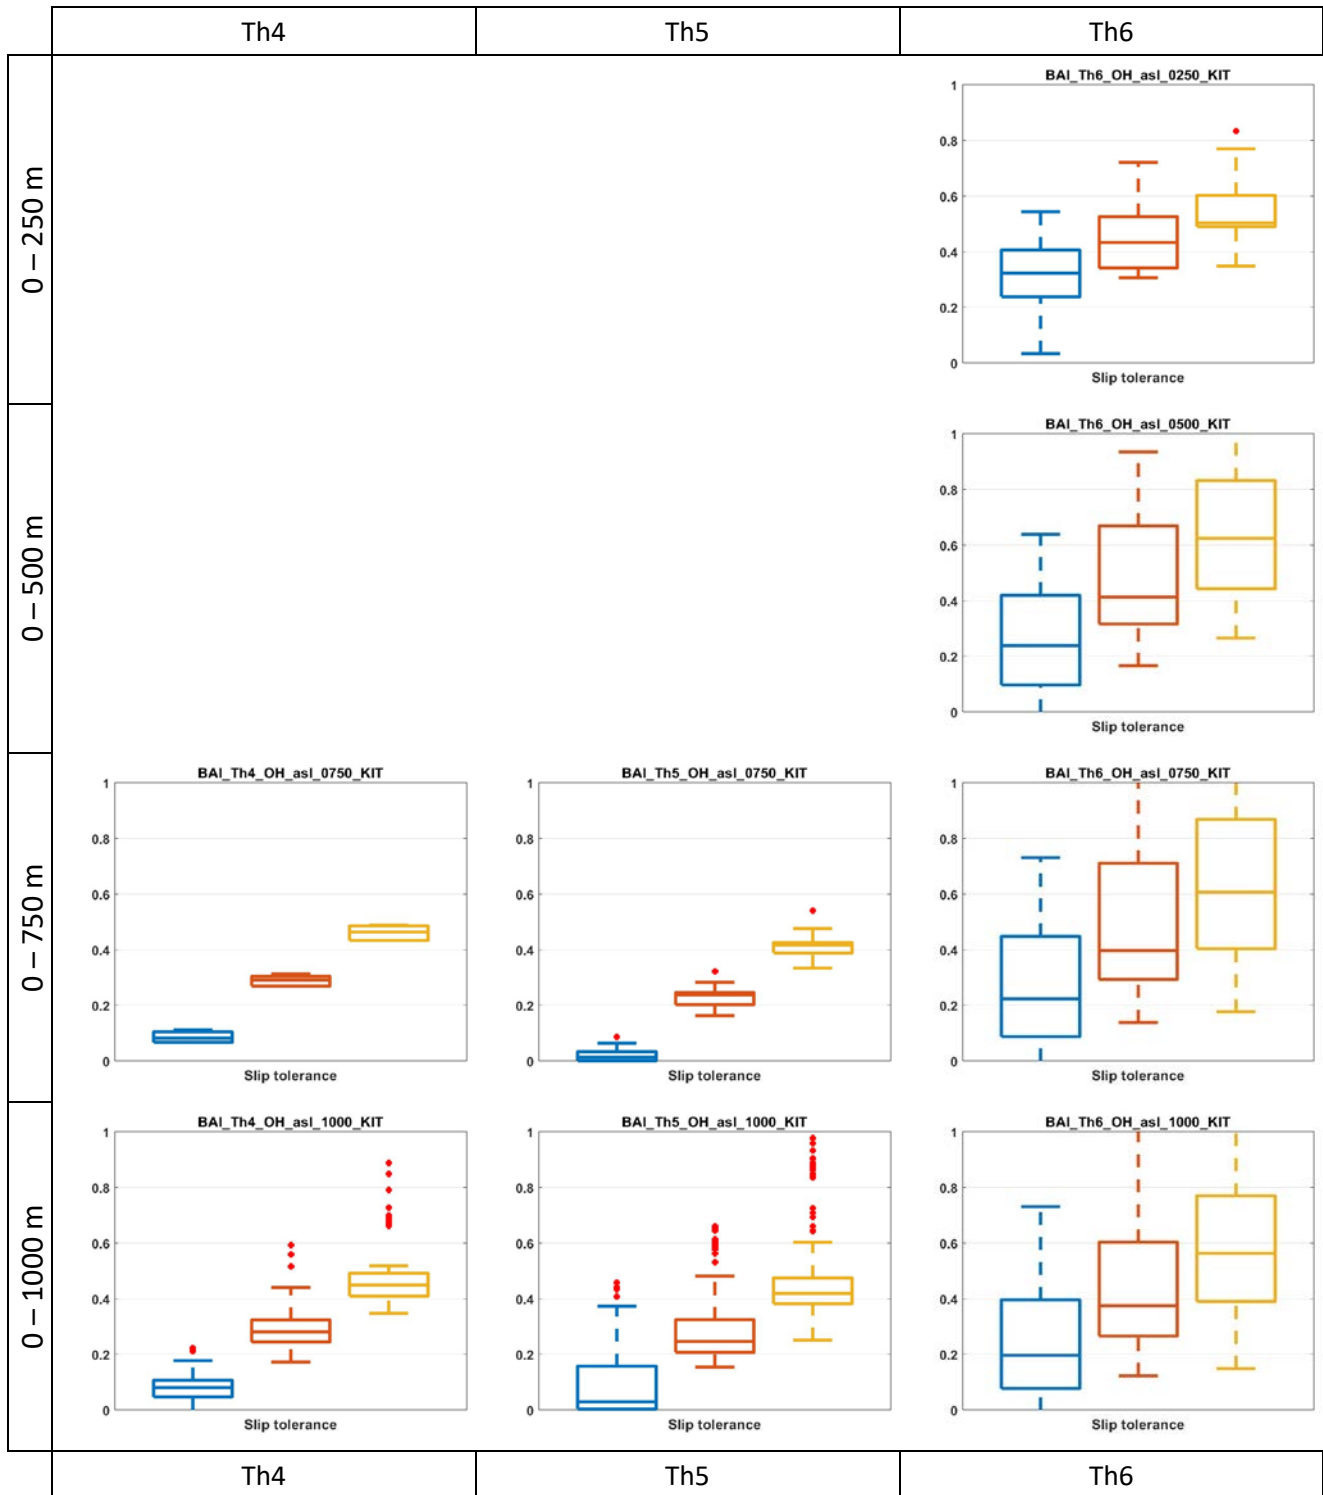 Th4 Th5 Th6
0 – 250 m
BAI_Th6_OH_asl_0250_KIT
1
0.8
0.6
0.4
0.2
0
Slip tolerance
0 – 500 m
BAI_Th6_OH_asl_0500_KIT
1
0.8
0.6
0.4
0.2
0
Slip tolerance
0 – 750 m
BAI_Th4_OH_asl_0750_KIT
1
0.8
0.6
0.4
0.2
0
Slip tolerance
BAI_Th5_OH_asl_0750_KIT
1
0.8
0.6
0.4
0.2
0
Slip tolerance
BAI_Th6_OH_asl_0750_KIT
1
0.8
0.6
0.4
0.2
0
Slip tolerance
0 – 1000 m
BAI_Th4_OH_asl_1000_KIT
1
0.8
0.6
0.4
0.2
0
Slip tolerance
BAI_Th5_OH_asl_1000_KIT
1
0.8
0.6
0.4
0.2
0
Slip tolerance
BAI_Th6_OH_asl_1000_KIT
1
0.8
0.6
0.4
0.2
0
Slip tolerance
Th4 Th5 Th6